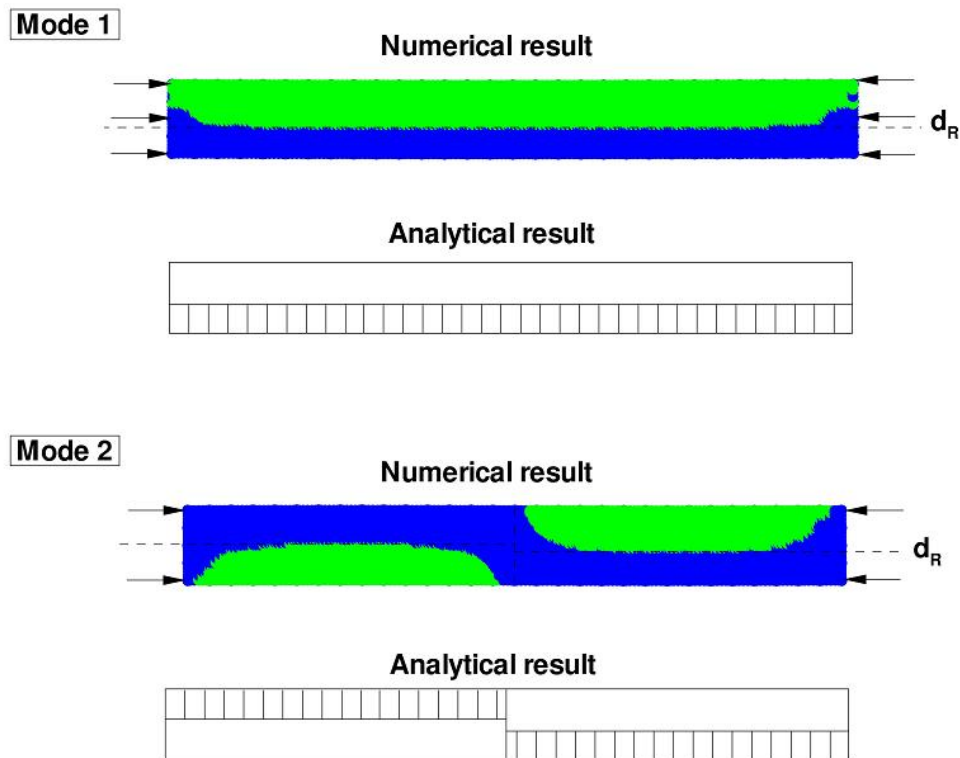 Mode 1
Numerical result
dR
Analytical result
Mode 2
Numerical result
dR
Analytical result